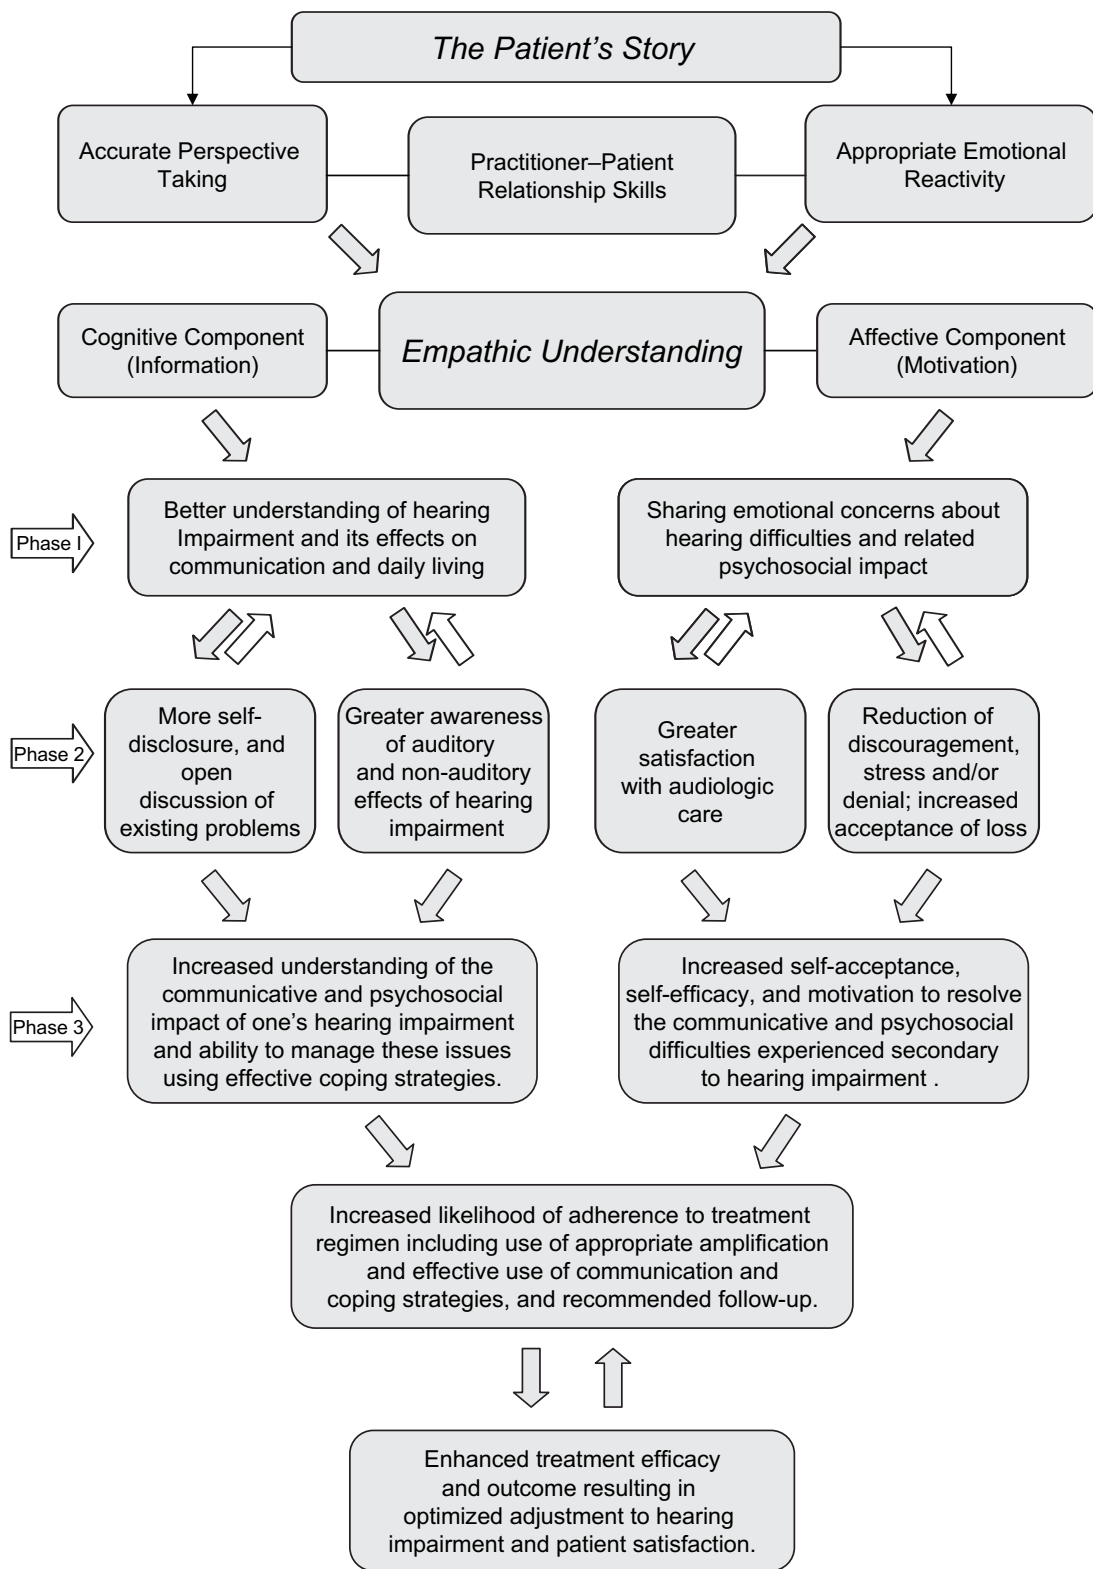 The Patient’s Story
Accurate Perspective
Taking
Practitioner–Patient
Relationship Skills
Appropriate Emotional
Reactivity
Cognitive Component
(Information)
Empathic Understanding
Affective Component
(Motivation)
Phase I
Better understanding of hearing
Impairment and its effects on
communication and daily living
Sharing emotional concerns about
hearing difficulties and related
psychosocial impact
Phase 2
More self-
disclosure, and
open
discussion of
existing problems
Greater awareness
of auditory
and non-auditory
effects of hearing
impairment
Greater
satisfaction
with audiologic
care
Reduction of
discouragement,
stress and/or
denial; increased
acceptance of loss
Phase 3
Increased understanding of the
communicative and psychosocial
impact of one’s hearing impairment
and ability to manage these issues
using effective coping strategies.
Increased self-acceptance,
self-efficacy, and motivation to resolve
the communicative and psychosocial
difficulties experienced secondary
to hearing impairment .
Increased likelihood of adherence to treatment
regimen including use of appropriate amplification
and effective use of communication and
coping strategies, and recommended follow-up.
Enhanced treatment efficacy
and outcome resulting in
optimized adjustment to hearing
impairment and patient satisfaction.